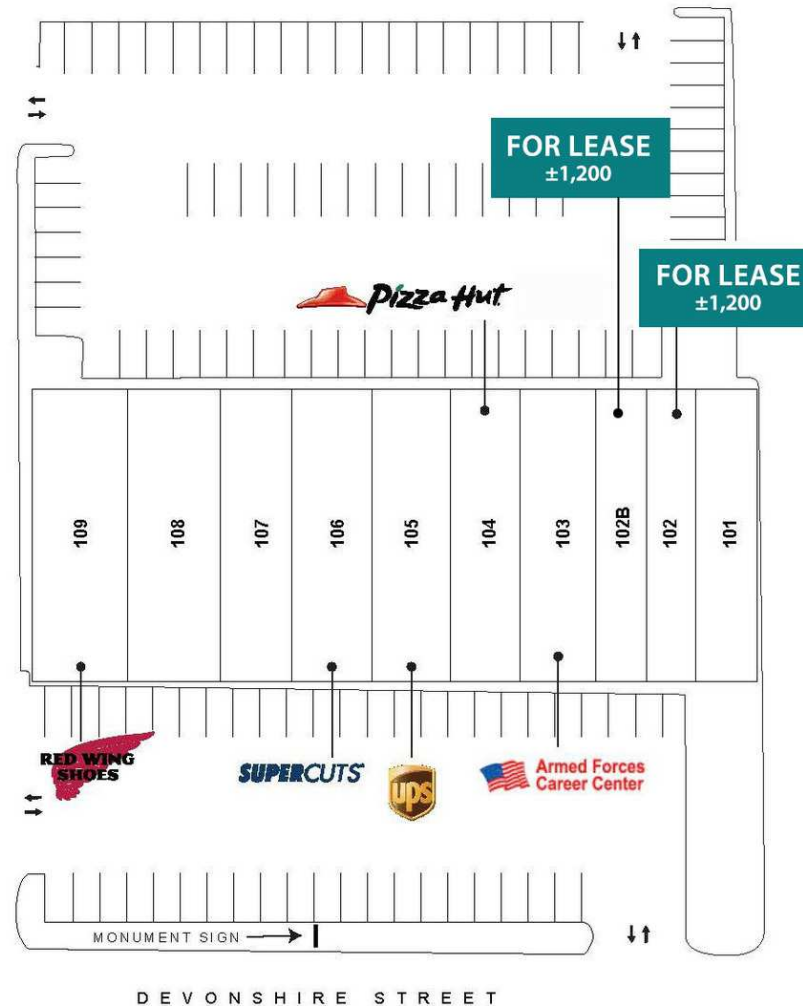 FOR LEASE
±1,200
FOR LEASE
±1,200
Pizza Hut
109
108
107
106
105
104
103
102B
102
101
RED WING
SHOES
SUPERCUTS
ups
Armed Forces
Career Center
MONUMENT SIGN
DEVONSHIRE STREET